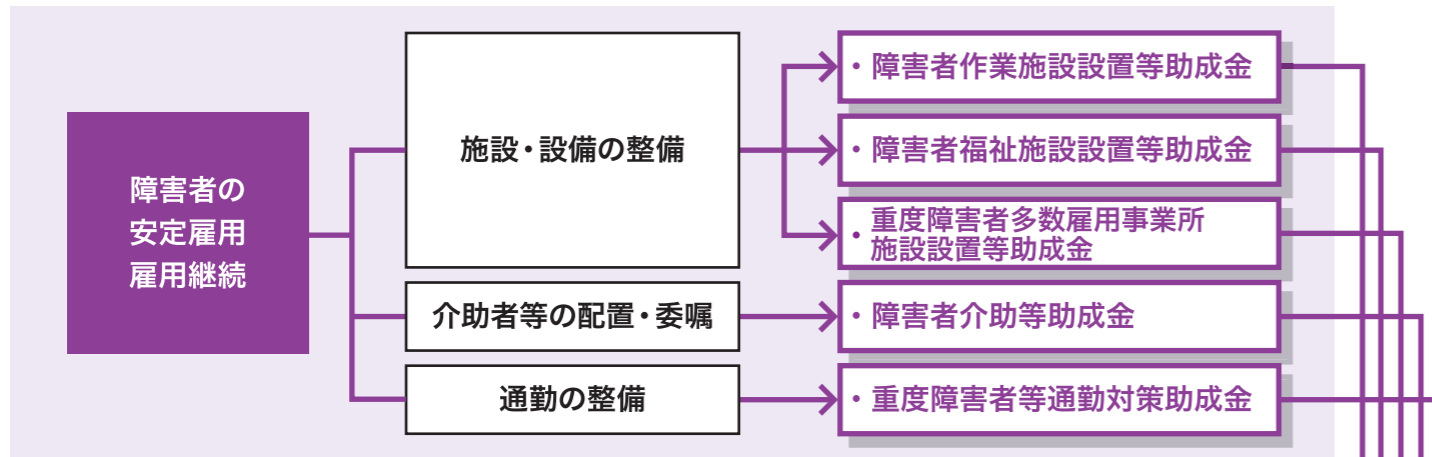 障害者の
安定雇用
雇用継続
施設・設備の整備
・障害者作業施設設置等助成金
・障害者福祉施設設置等助成金
・重度障害者多数雇用事業所
施設設置等助成金
介助者等の配置・委嘱
・障害者介助等助成金
通勤の整備
・重度障害者等通勤対策助成金